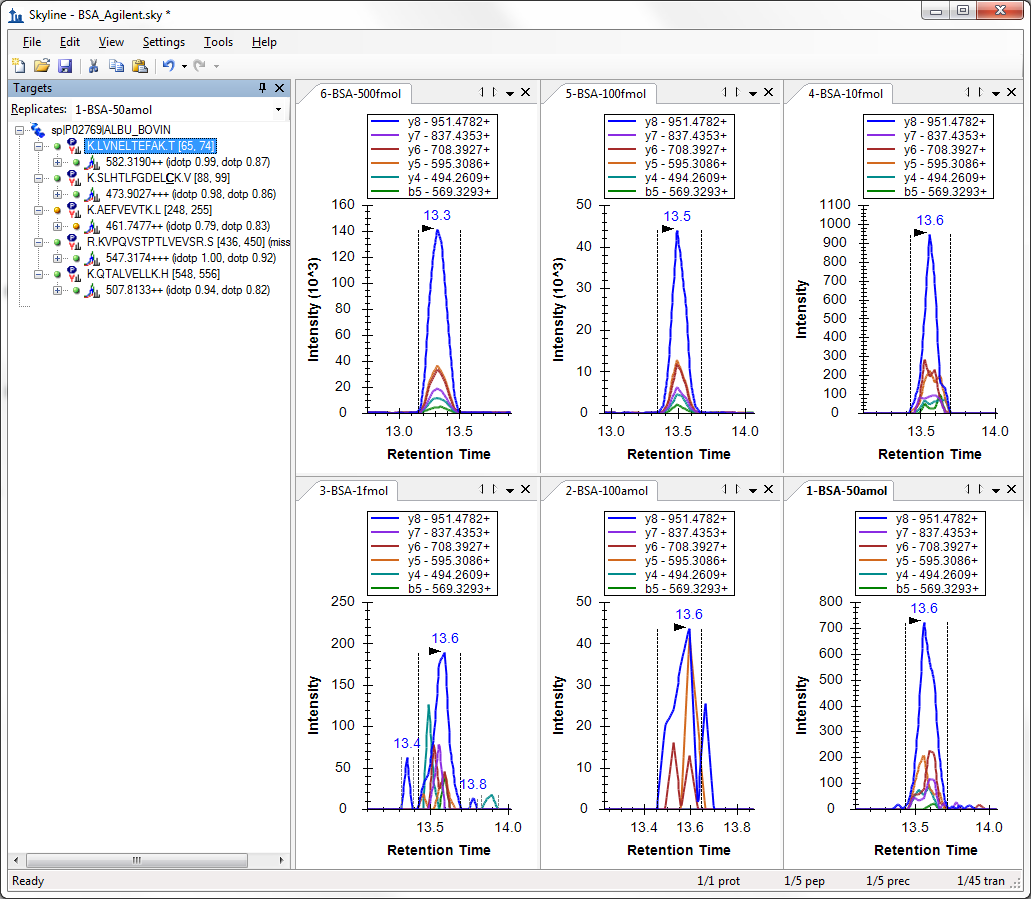 Skyline - BSA_Agilent.sky *
File Edit View Settings Tools Help
Targets
Replicates: 1-BSA-50amol
sp|P02769|ALBU_BOVIN
K.LVNELTEFAK.T [65, 74]
582.3190++ (idotp 0.99, dotp 0.87)
K.SLHTLFGDELCK.V [88, 99]
473.9027+++ (idotp 0.98, dotp 0.86)
K.AEFVEVTK.L [248, 255]
461.7477++ (idotp 0.79, dotp 0.83)
R.KVPQVSTPTLVEVSR.S [436, 450] (miss
547.3174+++ (idotp 1.00, dotp 0.92)
K.QTALVELLK.H [548, 556]
507.8133++ (idotp 0.94, dotp 0.82)
6-BSA-500fmol
y8 - 951.4782+
y7 - 837.4353+
y6 - 708.3927+
y5 - 595.3086+
y4 - 494.2609+
b5 - 569.3293+
160
140
120
100
80
60
40
20
0
Intensity (10^3)
13.3
13.0 13.5
Retention Time
5-BSA-100fmol
y8 - 951.4782+
y7 - 837.4353+
y6 - 708.3927+
y5 - 595.3086+
y4 - 494.2609+
b5 - 569.3293+
50
40
30
20
10
0
Intensity (10^3)
13.5
13.0 13.5 14.0
Retention Time
4-BSA-10fmol
y8 - 951.4782+
y7 - 837.4353+
y6 - 708.3927+
y5 - 595.3086+
y4 - 494.2609+
b5 - 569.3293+
1100
1000
900
800
700
600
500
400
300
200
100
0
Intensity
13.6
13.5 14.0
Retention Time
3-BSA-1fmol
y8 - 951.4782+
y7 - 837.4353+
y6 - 708.3927+
y5 - 595.3086+
y4 - 494.2609+
b5 - 569.3293+
250
200
150
100
50
0
Intensity
13.6
13.4
13.8
13.5 14.0
Retention Time
2-BSA-100amol
y8 - 951.4782+
y7 - 837.4353+
y6 - 708.3927+
y5 - 595.3086+
y4 - 494.2609+
b5 - 569.3293+
50
40
30
20
10
0
Intensity
13.6
13.4 13.6 13.8
Retention Time
1-BSA-50amol
y8 - 951.4782+
y7 - 837.4353+
y6 - 708.3927+
y5 - 595.3086+
y4 - 494.2609+
b5 - 569.3293+
800
700
600
500
400
300
200
100
0
Intensity
13.6
13.5 14.0
Retention Time
Ready 1/1 prot 1/5 pep 1/5 prec 1/45 tran